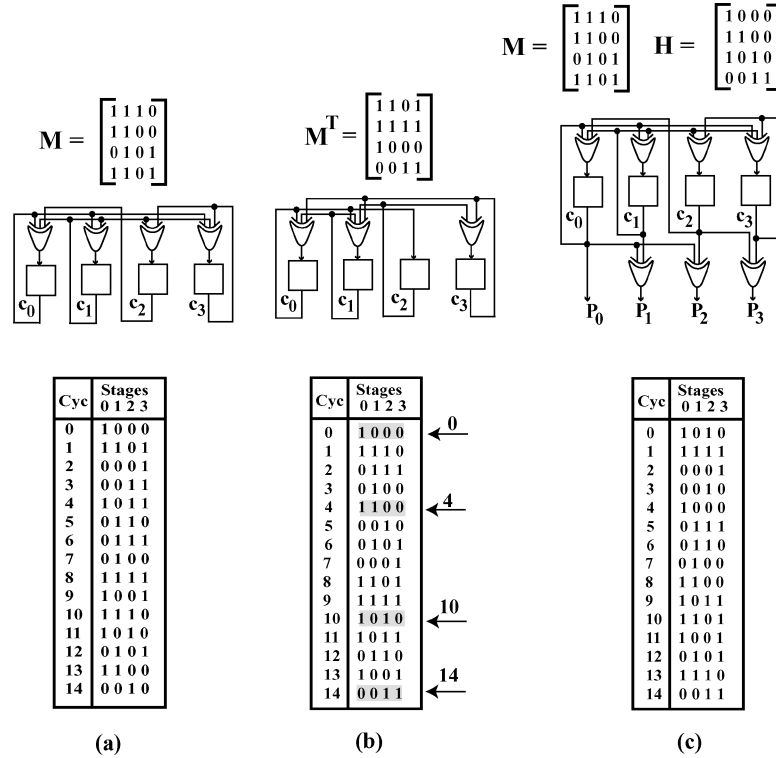 M =
1 1 1 0
1 1 0 0
0 1 0 1
1 1 0 1
c0 c1 c2 c3
Cyc Stages
0 1 2 3
0 1 0 0 0
1 1 1 0 1
2 0 0 0 1
3 0 0 1 1
4 1 0 1 1
5 0 1 1 0
6 0 1 1 1
7 0 1 0 0
8 1 1 1 1
9 1 0 0 1
10 1 1 1 0
11 1 0 1 0
12 0 1 0 1
13 1 1 0 0
14 0 0 1 0
(a)
M^T =
1 1 0 1
1 1 1 1
1 0 0 0
0 0 1 1
c0 c1 c2 c3
Cyc Stages
0 1 2 3
0 1 0 0 0 0
1 1 1 1 0
2 0 1 1 1
3 0 1 0 0
4 1 1 0 0 4
5 0 0 1 0
6 0 1 0 1
7 0 0 0 1
8 1 1 0 1
9 1 1 1 1
10 1 0 1 0 10
11 1 0 1 1
12 0 1 1 0
13 1 0 0 1
14 0 0 1 1 14
(b)
M =
1 1 1 0
1 1 0 0
0 1 0 1
1 1 0 1
H =
1 0 0 0
1 1 0 0
1 0 1 0
0 0 1 1
c0 c1 c2 c3
P0 P1 P2 P3
Cyc Stages
0 1 2 3
0 1 0 1 0
1 1 1 1 1
2 0 0 0 1
3 0 0 1 0
4 1 0 0 0
5 0 1 1 1
6 0 1 1 0
7 0 1 0 0
8 1 1 0 0
9 1 0 1 1
10 1 1 0 1
11 1 0 0 1
12 0 1 0 1
13 1 1 1 0
14 0 0 1 1
(c)